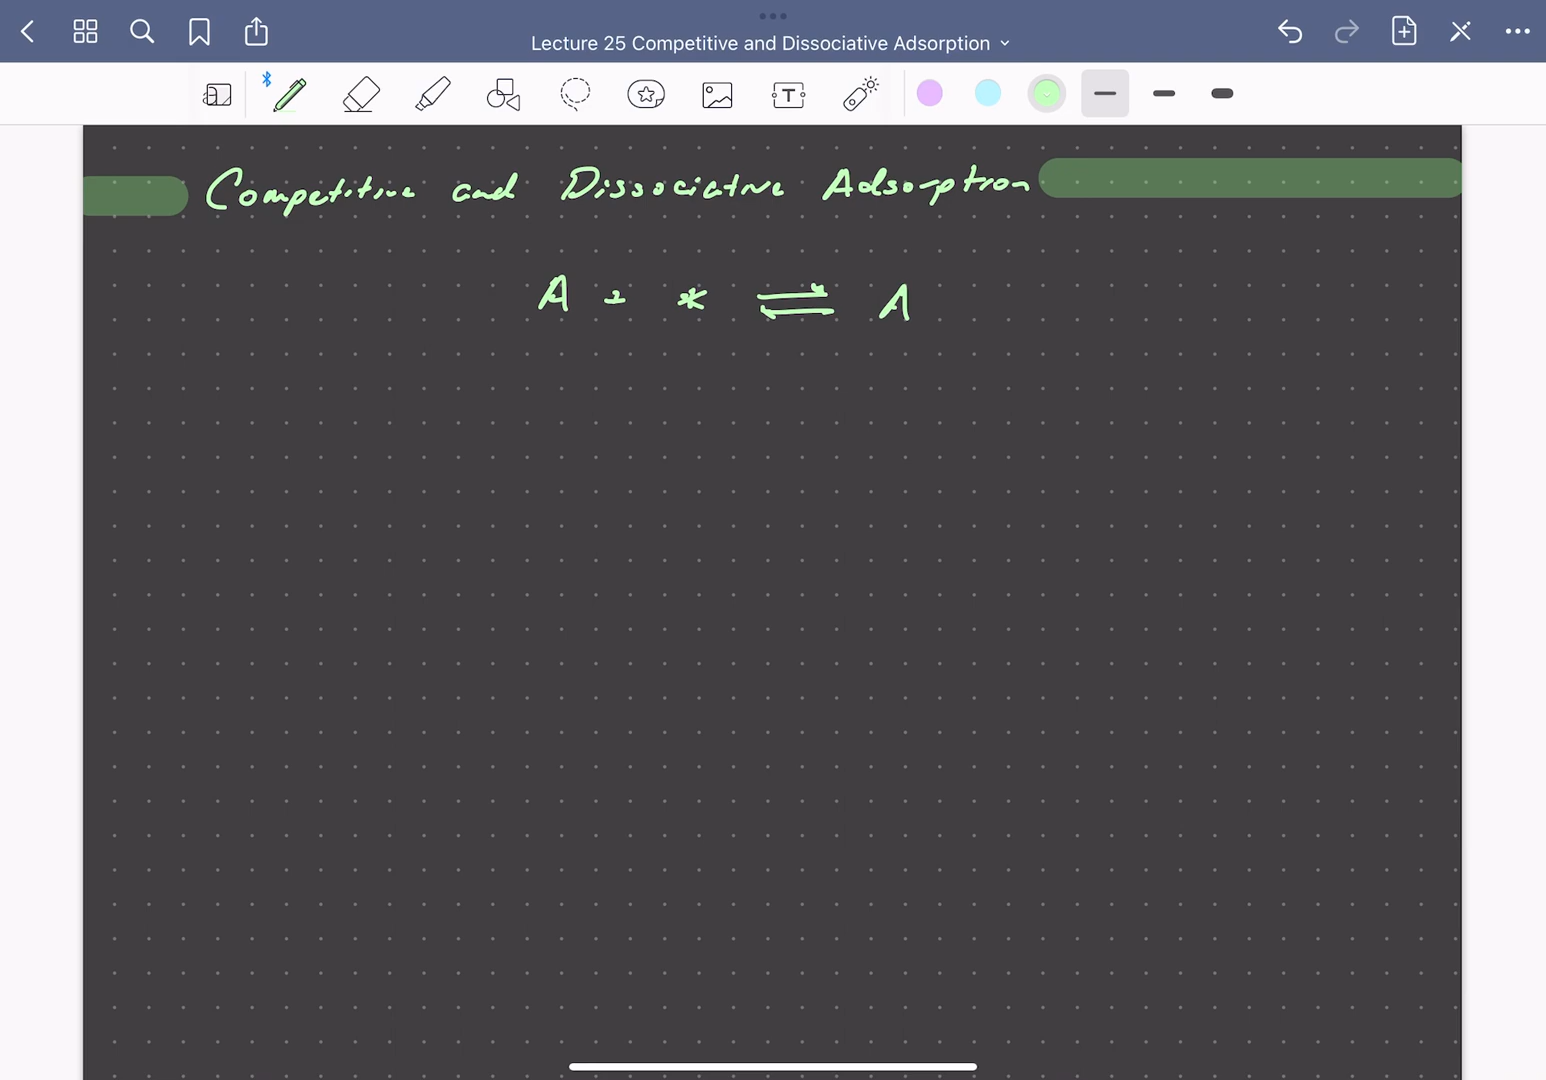 Lecture 25 Competitive and Dissociative Adsorption
T
Competitive and Dissociative Adsorption
A + * ⇌ A